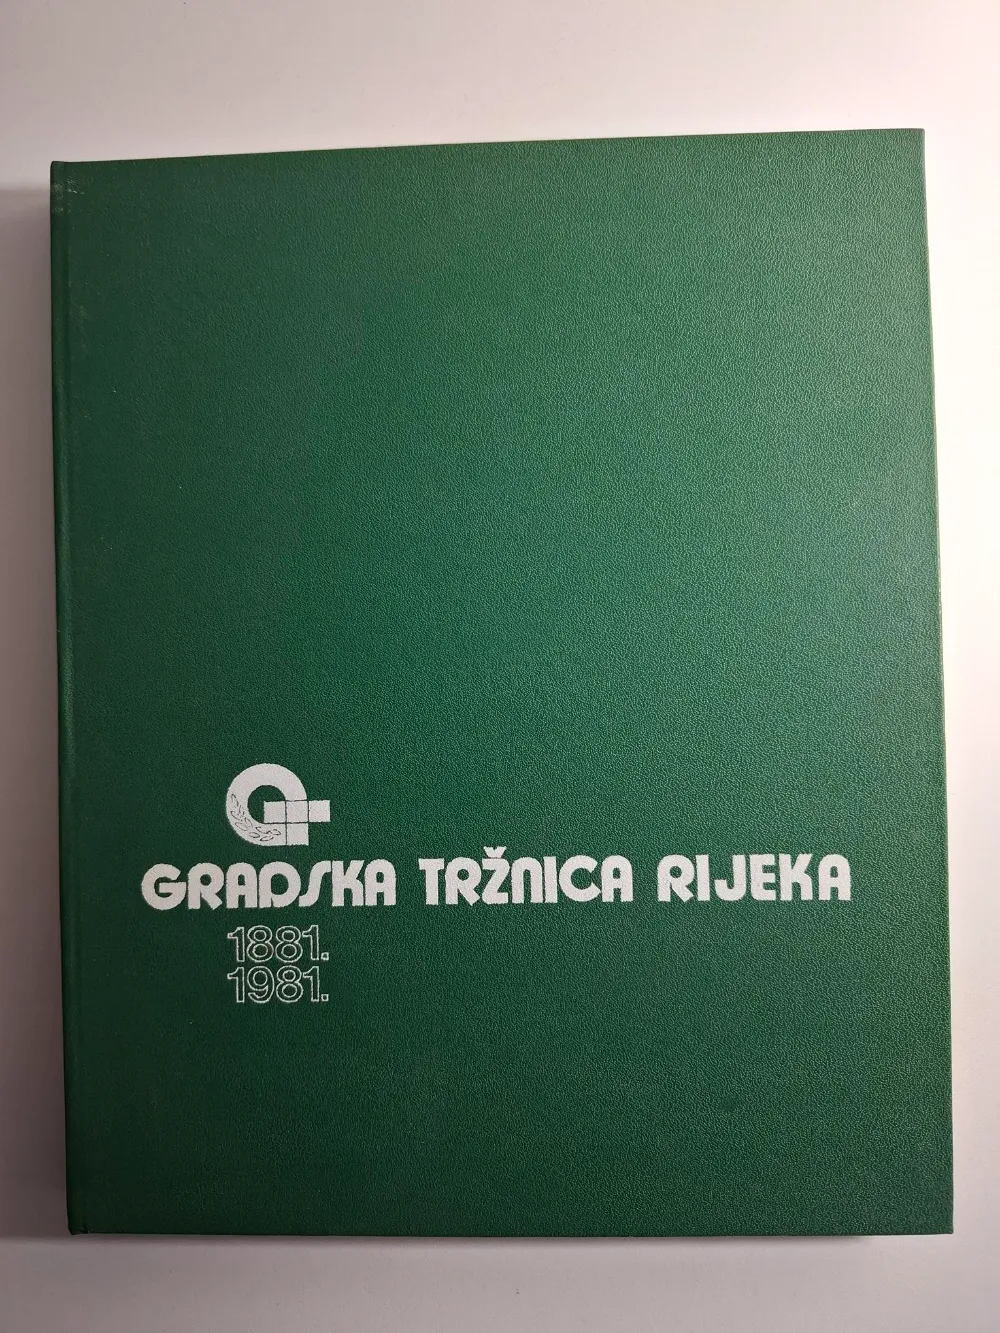 GRADSKA TRŽNICA RIJEKA
1881.
1981.